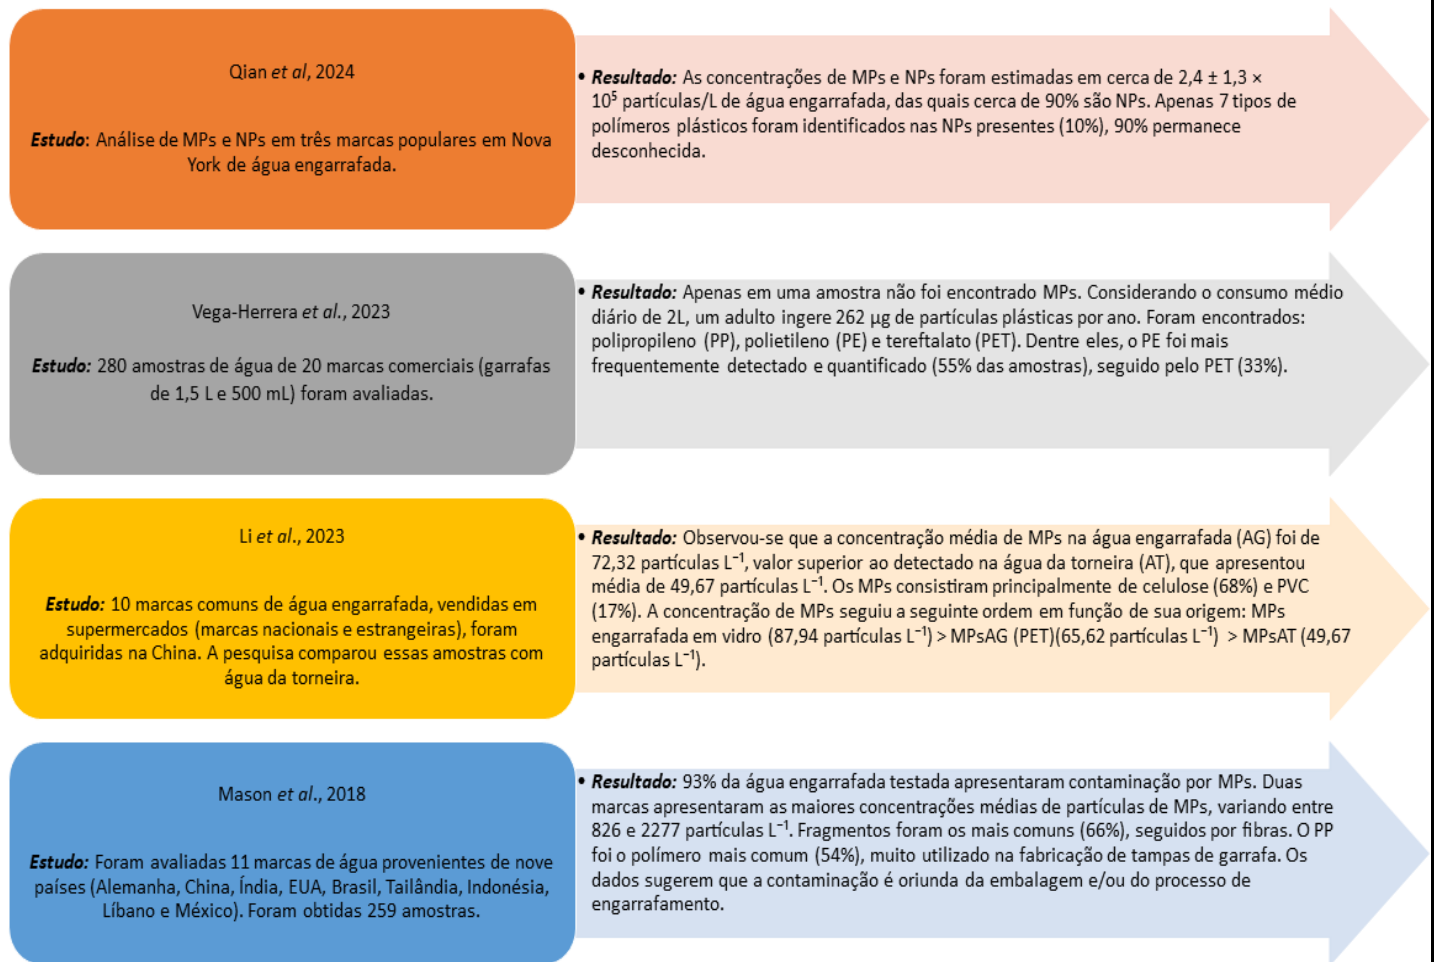 Qian et al, 2024
Estudo: Análise de MPs e NPs em três marcas populares em Nova
York de água engarrafada.
• Resultado: As concentrações de MPs e NPs foram estimadas em cerca de 2,4 ± 1,3 ×
10⁵ partículas/L de água engarrafada, das quais cerca de 90% são NPs. Apenas 7 tipos de
polímeros plásticos foram identificados nas NPs presentes (10%), 90% permanece
desconhecida.
Vega-Herrera et al., 2023
Estudo: 280 amostras de água de 20 marcas comerciais (garrafas
de 1,5 L e 500 mL) foram avaliadas.
• Resultado: Apenas em uma amostra não foi encontrado MPs. Considerando o consumo médio
diário de 2L, um adulto ingere 262 µg de partículas plásticas por ano. Foram encontrados:
polipropileno (PP), polietileno (PE) e tereftalato (PET). Dentre eles, o PE foi mais
frequentemente detectado e quantificado (55% das amostras), seguido pelo PET (33%).
Li et al., 2023
Estudo: 10 marcas comuns de água engarrafada, vendidas em
supermercados (marcas nacionais e estrangeiras), foram
adquiridas na China. A pesquisa comparou essas amostras com
água da torneira.
• Resultado: Observou-se que a concentração média de MPs na água engarrafada (AG) foi de
72,32 partículas L⁻¹, valor superior ao detectado na água da torneira (AT), que apresentou
média de 49,67 partículas L⁻¹. Os MPs consistiram principalmente de celulose (68%) e PVC
(17%). A concentração de MPs seguiu a seguinte ordem em função de sua origem: MPs
engarrafada em vidro (87,94 partículas L⁻¹) > MPsAG (PET)(65,62 partículas L⁻¹) > MPsAT (49,67
partículas L⁻¹).
Mason et al., 2018
Estudo: Foram avaliadas 11 marcas de água provenientes de nove
países (Alemanha, China, Índia, EUA, Brasil, Tailândia, Indonésia,
Líbano e México). Foram obtidas 259 amostras.
• Resultado: 93% da água engarrafada testada apresentaram contaminação por MPs. Duas
marcas apresentaram as maiores concentrações médias de partículas de MPs, variando entre
826 e 2277 partículas L⁻¹. Fragmentos foram os mais comuns (66%), seguidos por fibras. O PP
foi o polímero mais comum (54%), muito utilizado na fabricação de tampas de garrafa. Os
dados sugerem que a contaminação é oriunda da embalagem e/ou do processo de
engarrafamento.